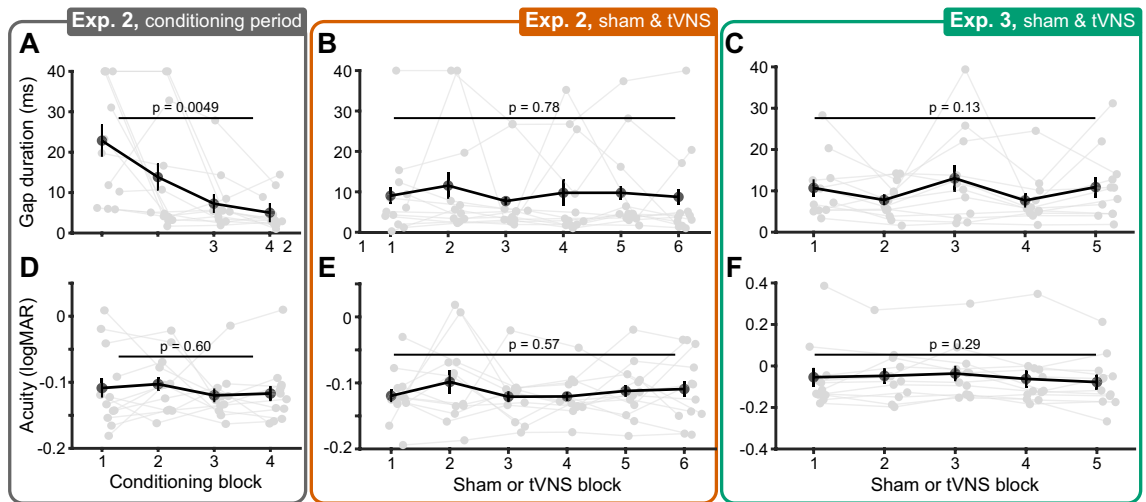 Exp. 2, conditioning period
Exp. 2, sham & tVNS
Exp. 3, sham & tVNS
A
B
C
Gap duration (ms)
40
30
20
10
0
p = 0.0049
3
4
2
40
30
20
10
0
p = 0.78
1
1
2
3
4
5
6
40
30
20
10
0
p = 0.13
1
2
3
4
5
D
E
F
Acuity (logMAR)
0
-0.1
-0.2
p = 0.60
1
2
3
4
Conditioning block
0
-0.1
-0.2
p = 0.57
1
2
3
4
5
6
Sham or tVNS block
0.4
0.2
0
-0.2
-0.4
p = 0.29
1
2
3
4
5
Sham or tVNS block